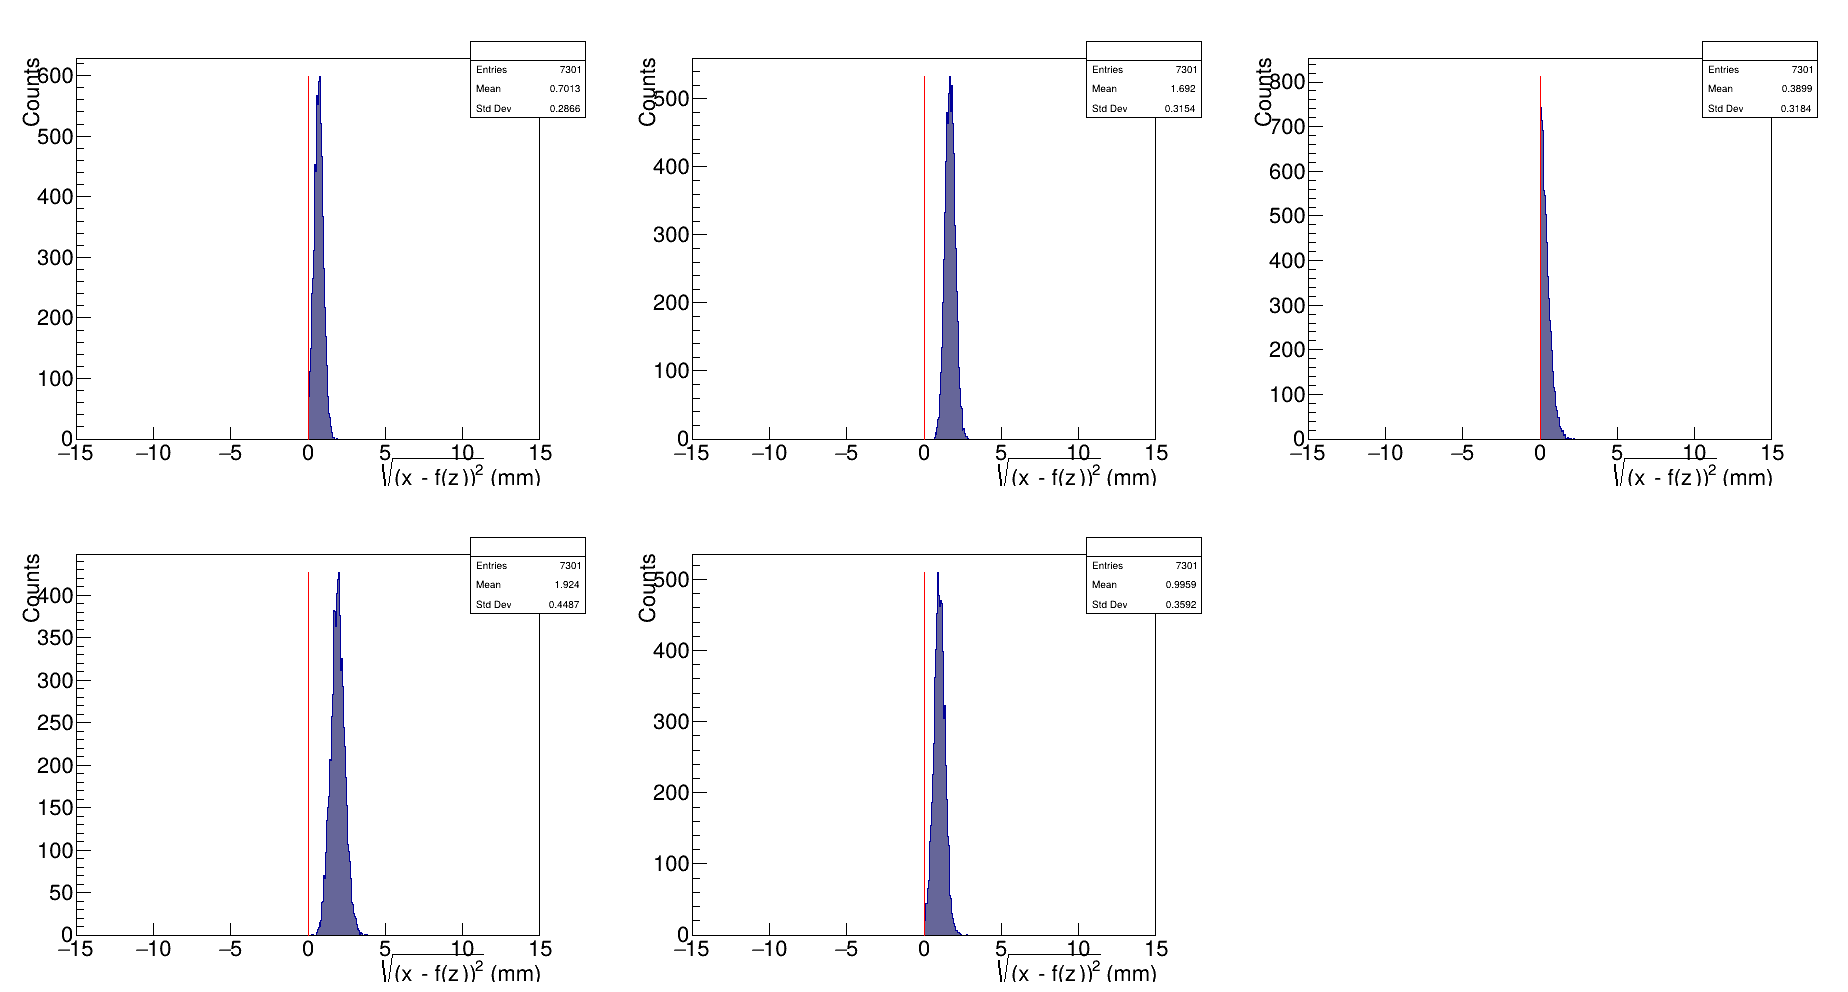 Counts
Entries 7301
Mean 0.7013
Std Dev 0.2866
600
500
400
300
200
100
0
−15 −10 −5 0 5 10 15
√(x - f(z))² (mm)
Counts
Entries 7301
Mean 1.692
Std Dev 0.3154
500
400
300
200
100
0
−15 −10 −5 0 5 10 15
√(x - f(z))² (mm)
Counts
Entries 7301
Mean 0.3899
Std Dev 0.3184
800
700
600
500
400
300
200
100
0
−15 −10 −5 0 5 10 15
√(x - f(z))² (mm)
Counts
Entries 7301
Mean 1.924
Std Dev 0.4487
400
350
300
250
200
150
100
50
0
−15 −10 −5 0 5 10 15
√(x - f(z))² (mm)
Counts
Entries 7301
Mean 0.9959
Std Dev 0.3592
500
400
300
200
100
0
−15 −10 −5 0 5 10 15
√(x - f(z))² (mm)